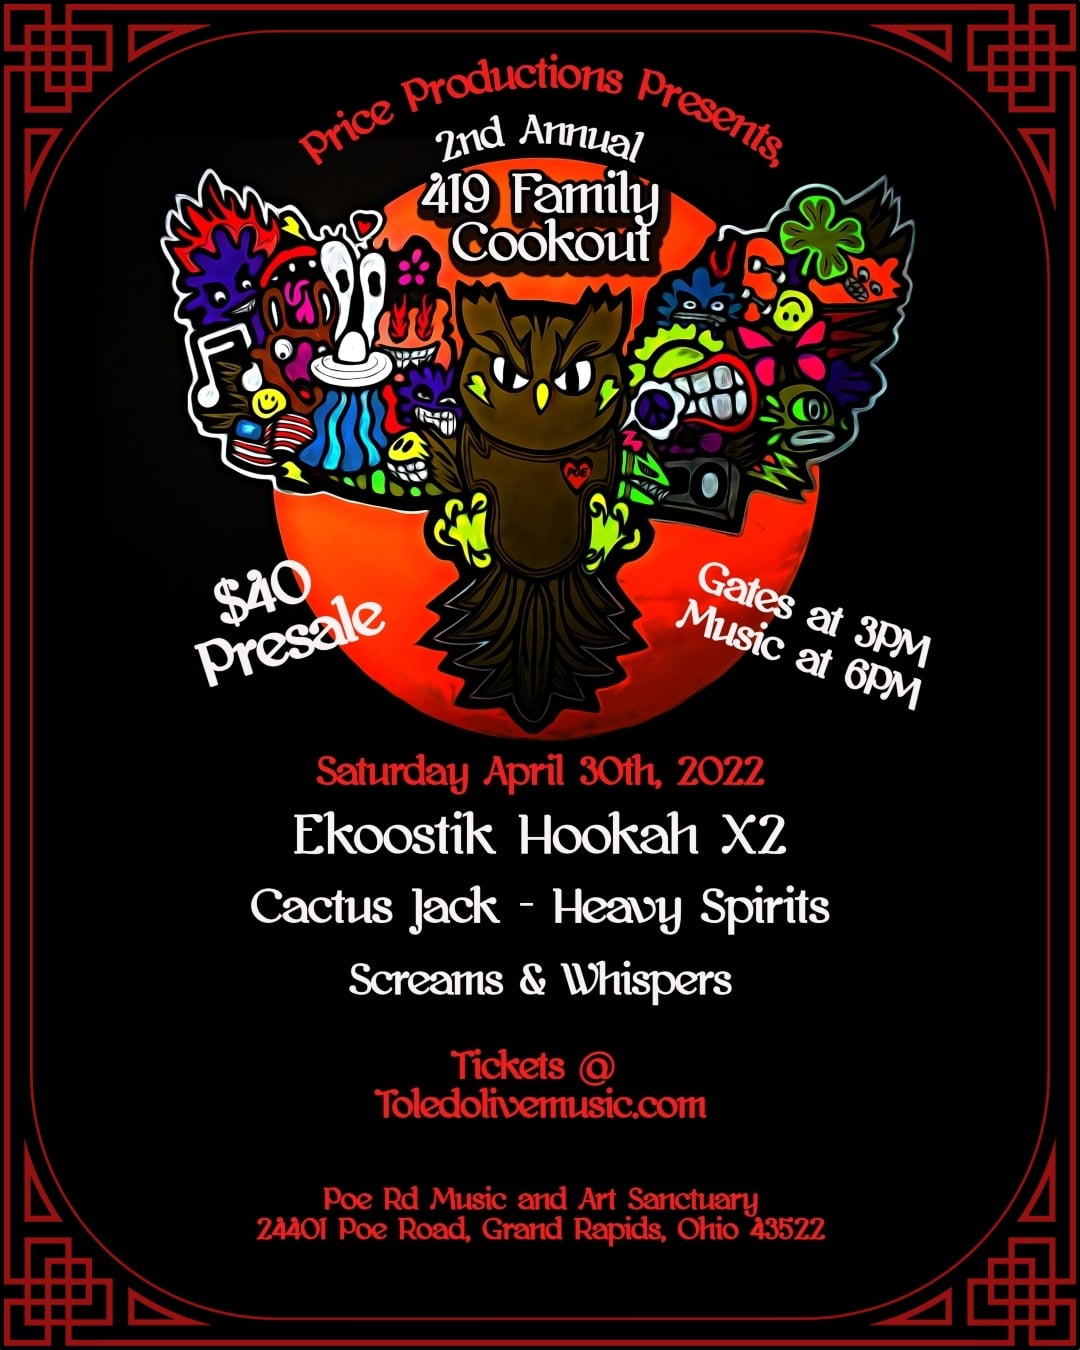 Price Productions Presents,
2nd Annual
419 Family
Cookout
POE
$40
Presale
Gates at 3PM
Music at 6PM
Saturday April 30th, 2022
Ekoostik Hookah X2
Cactus Jack - Heavy Spirits
Screams & Whispers
Tickets @
Toledolivemusic.com
Poe Rd Music and Art Sanctuary
24401 Poe Road, Grand Rapids, Ohio 43522